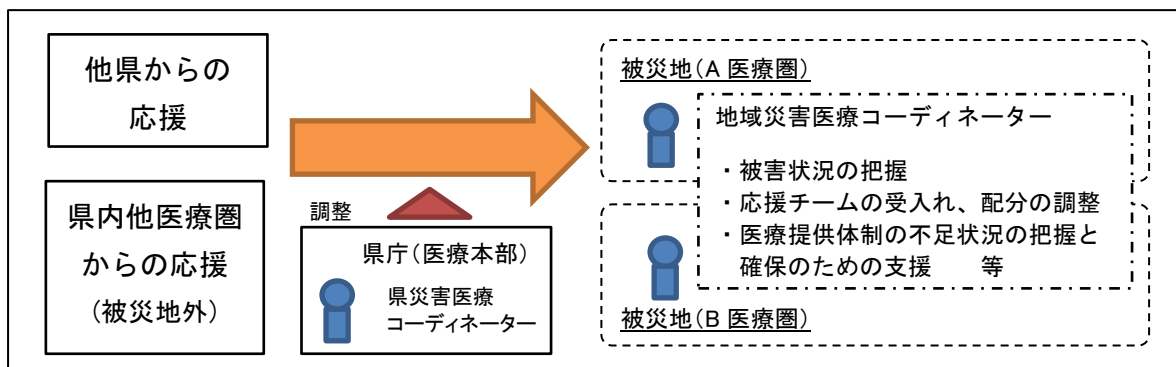 他県からの
応援
県内他医療圏
からの応援
（被災地外）
調整
県庁（医療本部）
県災害医療
コーディネーター
被災地（A 医療圏）
地域災害医療コーディネーター
・被害状況の把握
・応援チームの受入れ、配分の調整
・医療提供体制の不足状況の把握と
確保のための支援　　等
被災地（B 医療圏）